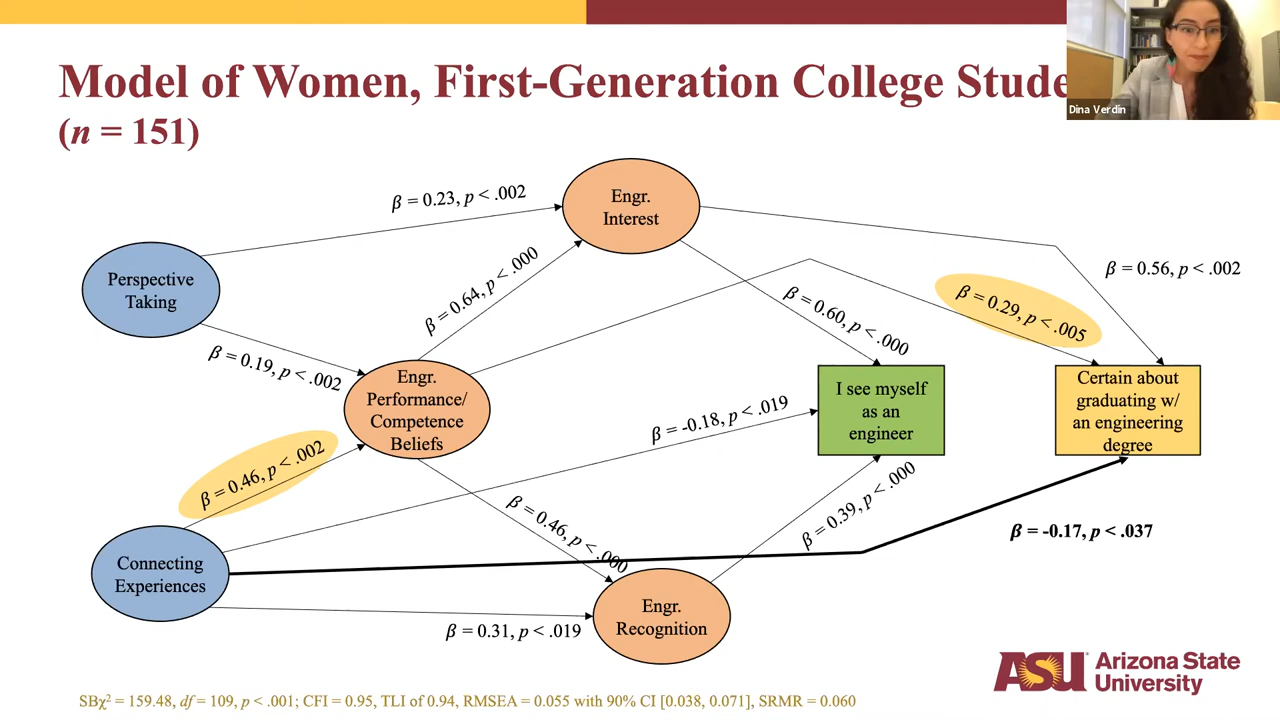 Model of Women, First-Generation College Stude
(n = 151)
Dina Verdin
β = 0.23, p < .002
Engr.
Interest
Perspective
Taking
β = 0.64, p < .000
β = 0.56, p < .002
β = 0.29, p < .005
β = 0.60, p < .000
β = 0.19, p < .002
Engr.
Performance/
Competence
Beliefs
I see myself
as an
engineer
Certain about
graduating w/
an engineering
degree
β = -0.18, p < .019
β = 0.46, p < .002
β = 0.46, p < .000
β = 0.39, p < .000
β = -0.17, p < .037
Connecting
Experiences
Engr.
Recognition
β = 0.31, p < .019
ASU Arizona State
University
SBχ² = 159.48, df = 109, p < .001; CFI = 0.95, TLI of 0.94, RMSEA = 0.055 with 90% CI [0.038, 0.071], SRMR = 0.060